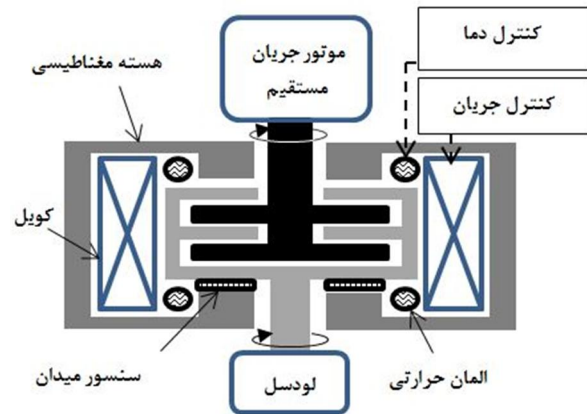 کنترل دما
موتور جریان
مستقیم
هسته مغناطیسی
کنترل جریان
کویل
سنسور میدان
المان حرارتی
لودسل